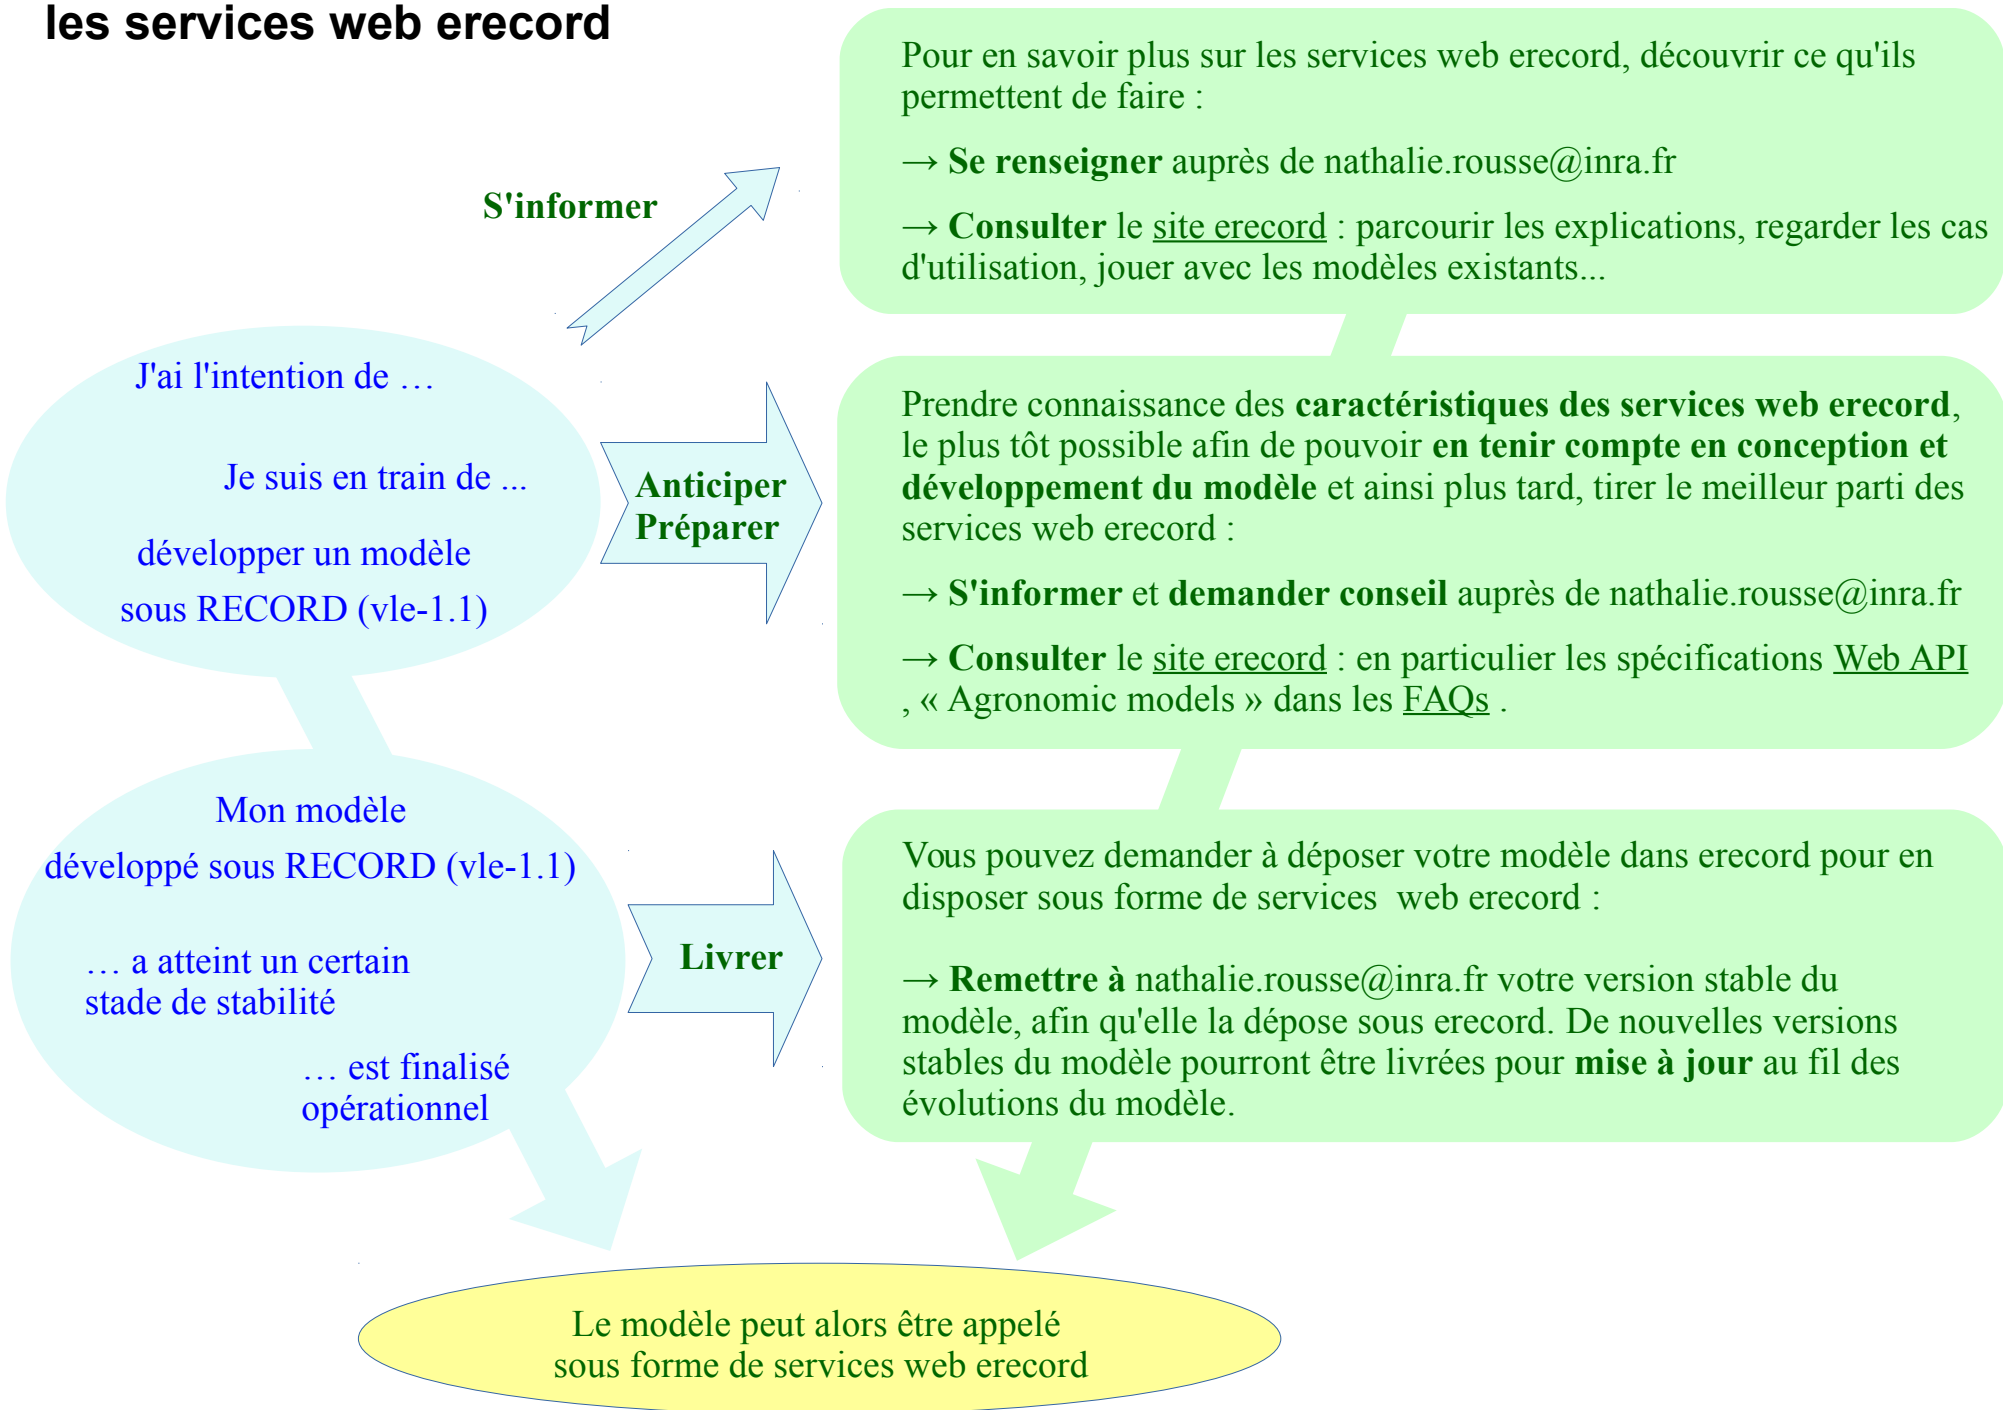 les services web erecord
Pour en savoir plus sur les services web erecord, découvrir ce qu'ils
permettent de faire :
→ Se renseigner auprès de nathalie.rousse@inra.fr
→ Consulter le site erecord : parcourir les explications, regarder les cas
d'utilisation, jouer avec les modèles existants...
S'informer
J'ai l'intention de …
Je suis en train de ...
développer un modèle
sous RECORD (vle-1.1)
Anticiper
Préparer
Prendre connaissance des caractéristiques des services web erecord,
le plus tôt possible afin de pouvoir en tenir compte en conception et
développement du modèle et ainsi plus tard, tirer le meilleur parti des
services web erecord :
→ S'informer et demander conseil auprès de nathalie.rousse@inra.fr
→ Consulter le site erecord : en particulier les spécifications Web API
, « Agronomic models » dans les FAQs .
Mon modèle
développé sous RECORD (vle-1.1)
… a atteint un certain
stade de stabilité
… est finalisé
opérationnel
Livrer
Vous pouvez demander à déposer votre modèle dans erecord pour en
disposer sous forme de services  web erecord :
→ Remettre à nathalie.rousse@inra.fr votre version stable du
modèle, afin qu'elle la dépose sous erecord. De nouvelles versions
stables du modèle pourront être livrées pour mise à jour au fil des
évolutions du modèle.
Le modèle peut alors être appelé
sous forme de services web erecord